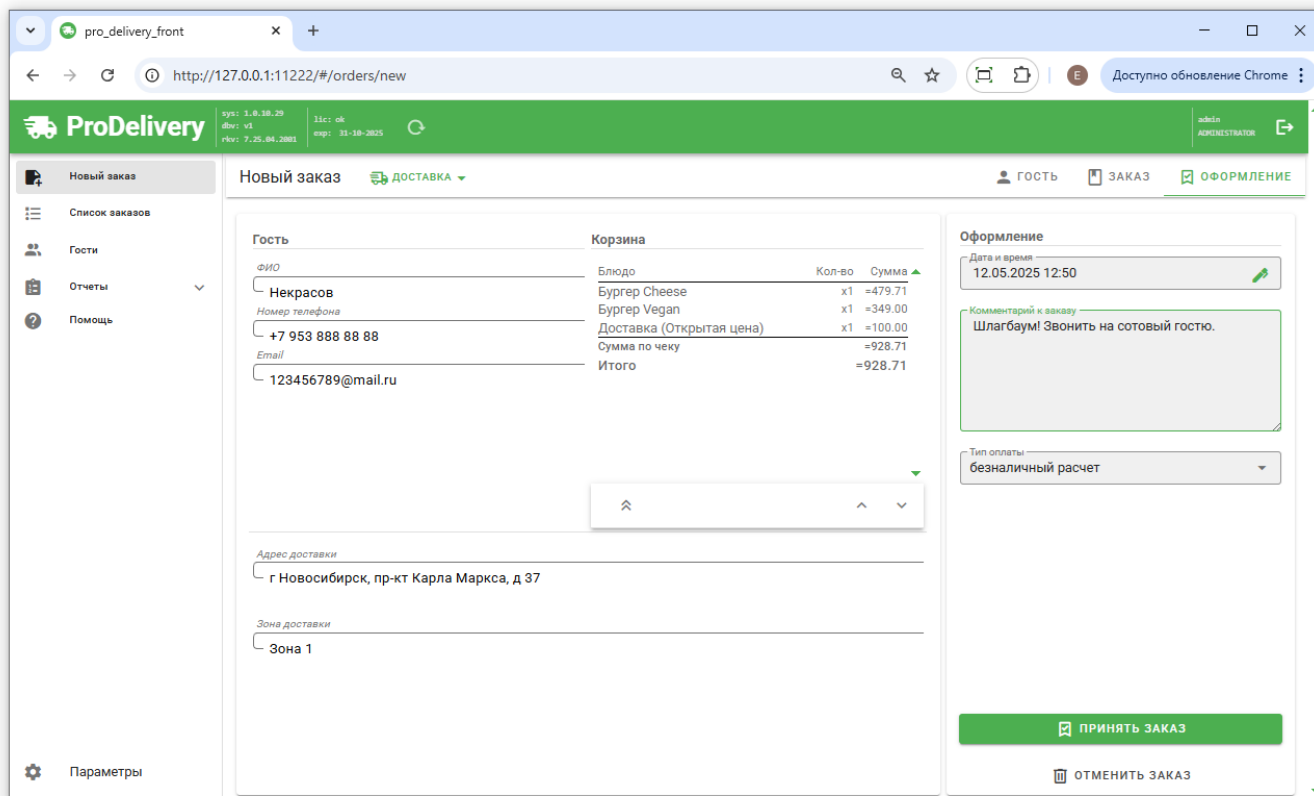 pro_delivery_front
http://127.0.0.1:11222/#/orders/new
E
Доступно обновление Chrome
ProDelivery
sys: 1.0.10.29
dbv: v1
rkv: 7.25.04.2001
lic: ok
exp: 31-10-2025
admin
ADMINISTRATOR
Новый заказ
Список заказов
Гости
Отчеты
Помощь
Параметры
Новый заказ
ДОСТАВКА
ГОСТЬ
ЗАКАЗ
ОФОРМЛЕНИЕ
Гость
ФИО
Некрасов
Номер телефона
+7 953 888 88 88
Email
123456789@mail.ru
Корзина
Блюдо Кол-во Сумма
Бургер Cheese x1 =479.71
Бургер Vegan x1 =349.00
Доставка (Открытая цена) x1 =100.00
Сумма по чеку =928.71
Итого =928.71
Адрес доставки
г Новосибирск, пр-кт Карла Маркса, д 37
Зона доставки
Зона 1
Оформление
Дата и время
12.05.2025 12:50
Комментарий к заказу
Шлагбаум! Звонить на сотовый гостю.
Тип оплаты
безналичный расчет
ПРИНЯТЬ ЗАКАЗ
ОТМЕНИТЬ ЗАКАЗ